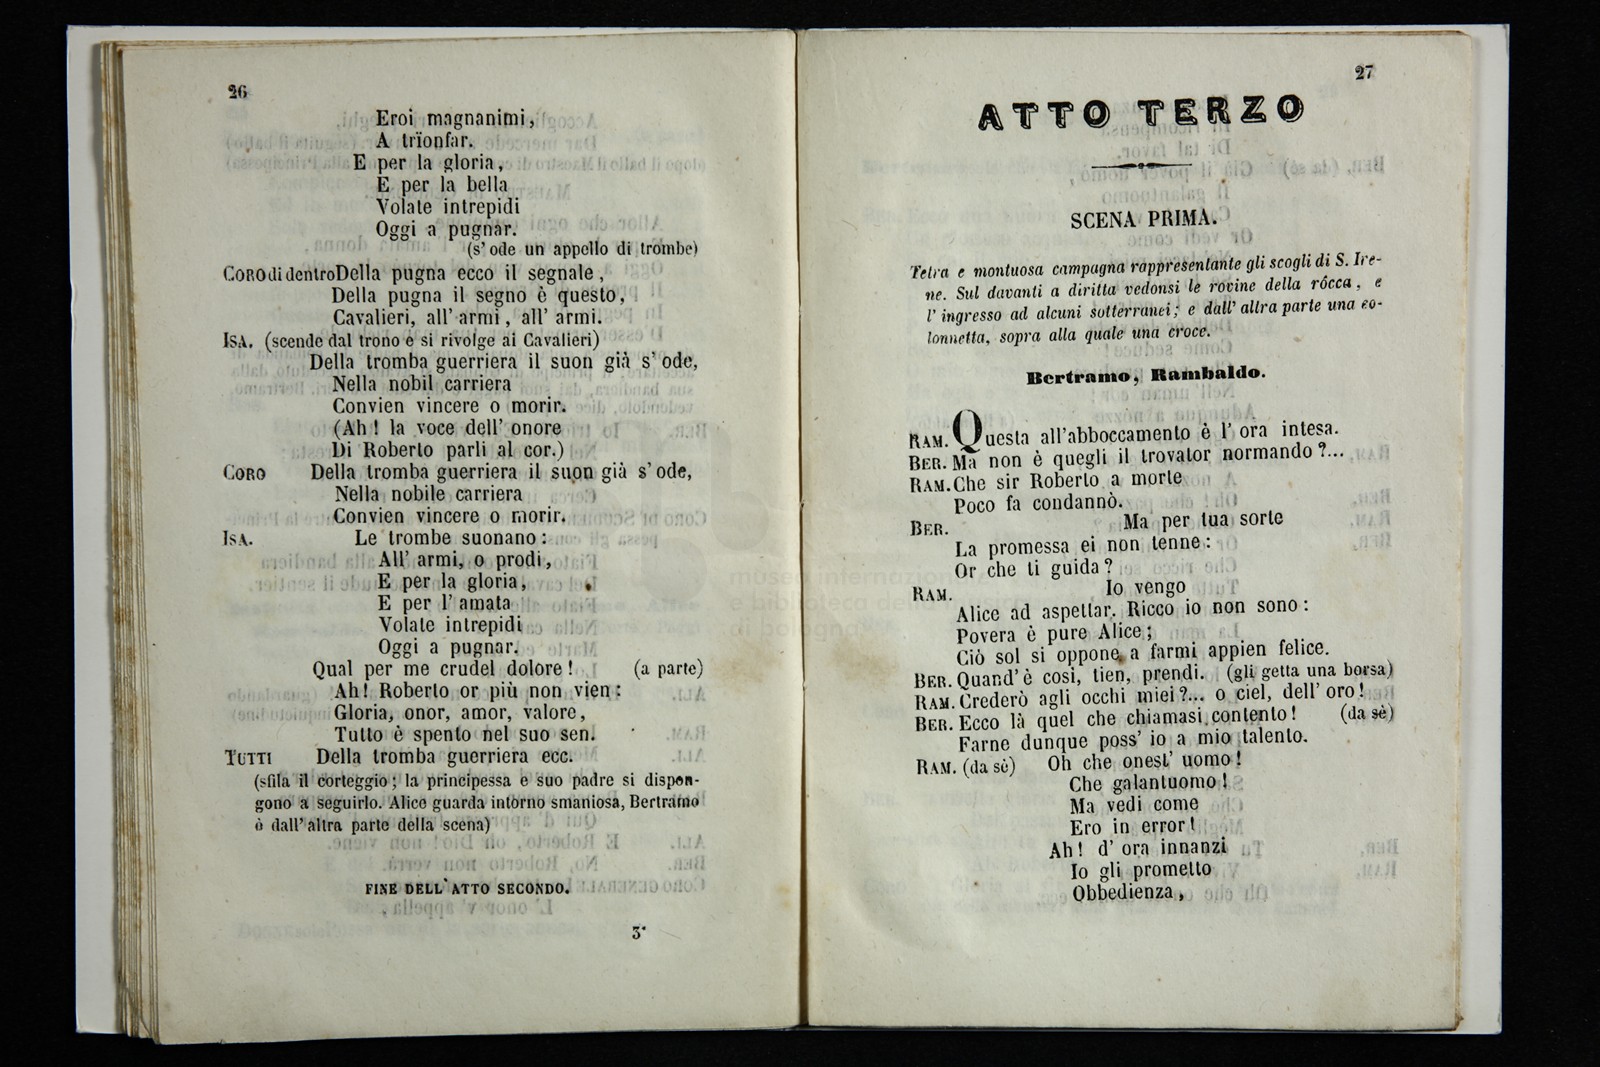 26
Eroi magnanimi,
A trïonfar.
E per la gloria,
E per la bella
Volate intrepidi
Oggi a pugnar.
(s' ode un appello di trombe)
CORO di dentro Della pugna ecco il segnale,
Della pugna il segno è questo,
Cavalieri, all' armi, all' armi.
ISA. (scende dal trono e si rivolge ai Cavalieri)
Della tromba guerriera il suon già s' ode,
Nella nobil carriera
Convien vincere o morir.
(Ah! la voce dell' onore
Di Roberto parli al cor.)
CORO Della tromba guerriera il suon già s' ode,
Nella nobile carriera
Convien vincere o morir.
ISA. Le trombe suonano:
All' armi, o prodi,
E per la gloria,
E per l' amata
Volate intrepidi
Oggi a pugnar.
Qual per me crudel dolore! (a parte)
Ah! Roberto or più non vien:
Gloria, onor, amor, valore,
Tutto è spento nel suo sen.
TUTTI Della tromba guerriera ecc.
(sfila il corteggio; la principessa e suo padre si dispon-
gono a seguirlo. Alice guarda intorno smaniosa, Bertramo
è dall' altra parte della scena)
FINE DELL' ATTO SECONDO.
3*
27
ATTO TERZO
SCENA PRIMA.
Tetra e montuosa campagna rappresentante gli scogli di S. Ire-
ne. Sul davanti a diritta vedonsi le rovine della rôcca, e
l' ingresso ad alcuni sotterranei; e dall' altra parte una co-
lonnetta, sopra alla quale una croce.
Bertramo, Rambaldo.
RAM. Questa all'abboccamento è l' ora intesa.
BER. Ma non è quegli il trovator normando?...
RAM. Che sir Roberto a morte
Poco fa condannò.
BER. Ma per tua sorte
La promessa ei non tenne:
Or che ti guida?
RAM. Io vengo
Alice ad aspettar. Ricco io non sono:
Povera è pure Alice;
Ciò sol si oppone a farmi appien felice.
BER. Quand' è così, tien, prendi. (gli getta una borsa)
RAM. Crederò agli occhi miei?... o ciel, dell' oro!
BER. Ecco là quel che chiamasi contento! (da sè)
Farne dunque poss' io a mio talento.
RAM. (da sè) Oh che onest' uomo!
Che galantuomo!
Ma vedi come
Ero in error!
Ah! d' ora innanzi
Io gli prometto
Obbedienza,
museo internazionale
e biblioteca della musica
di bologna